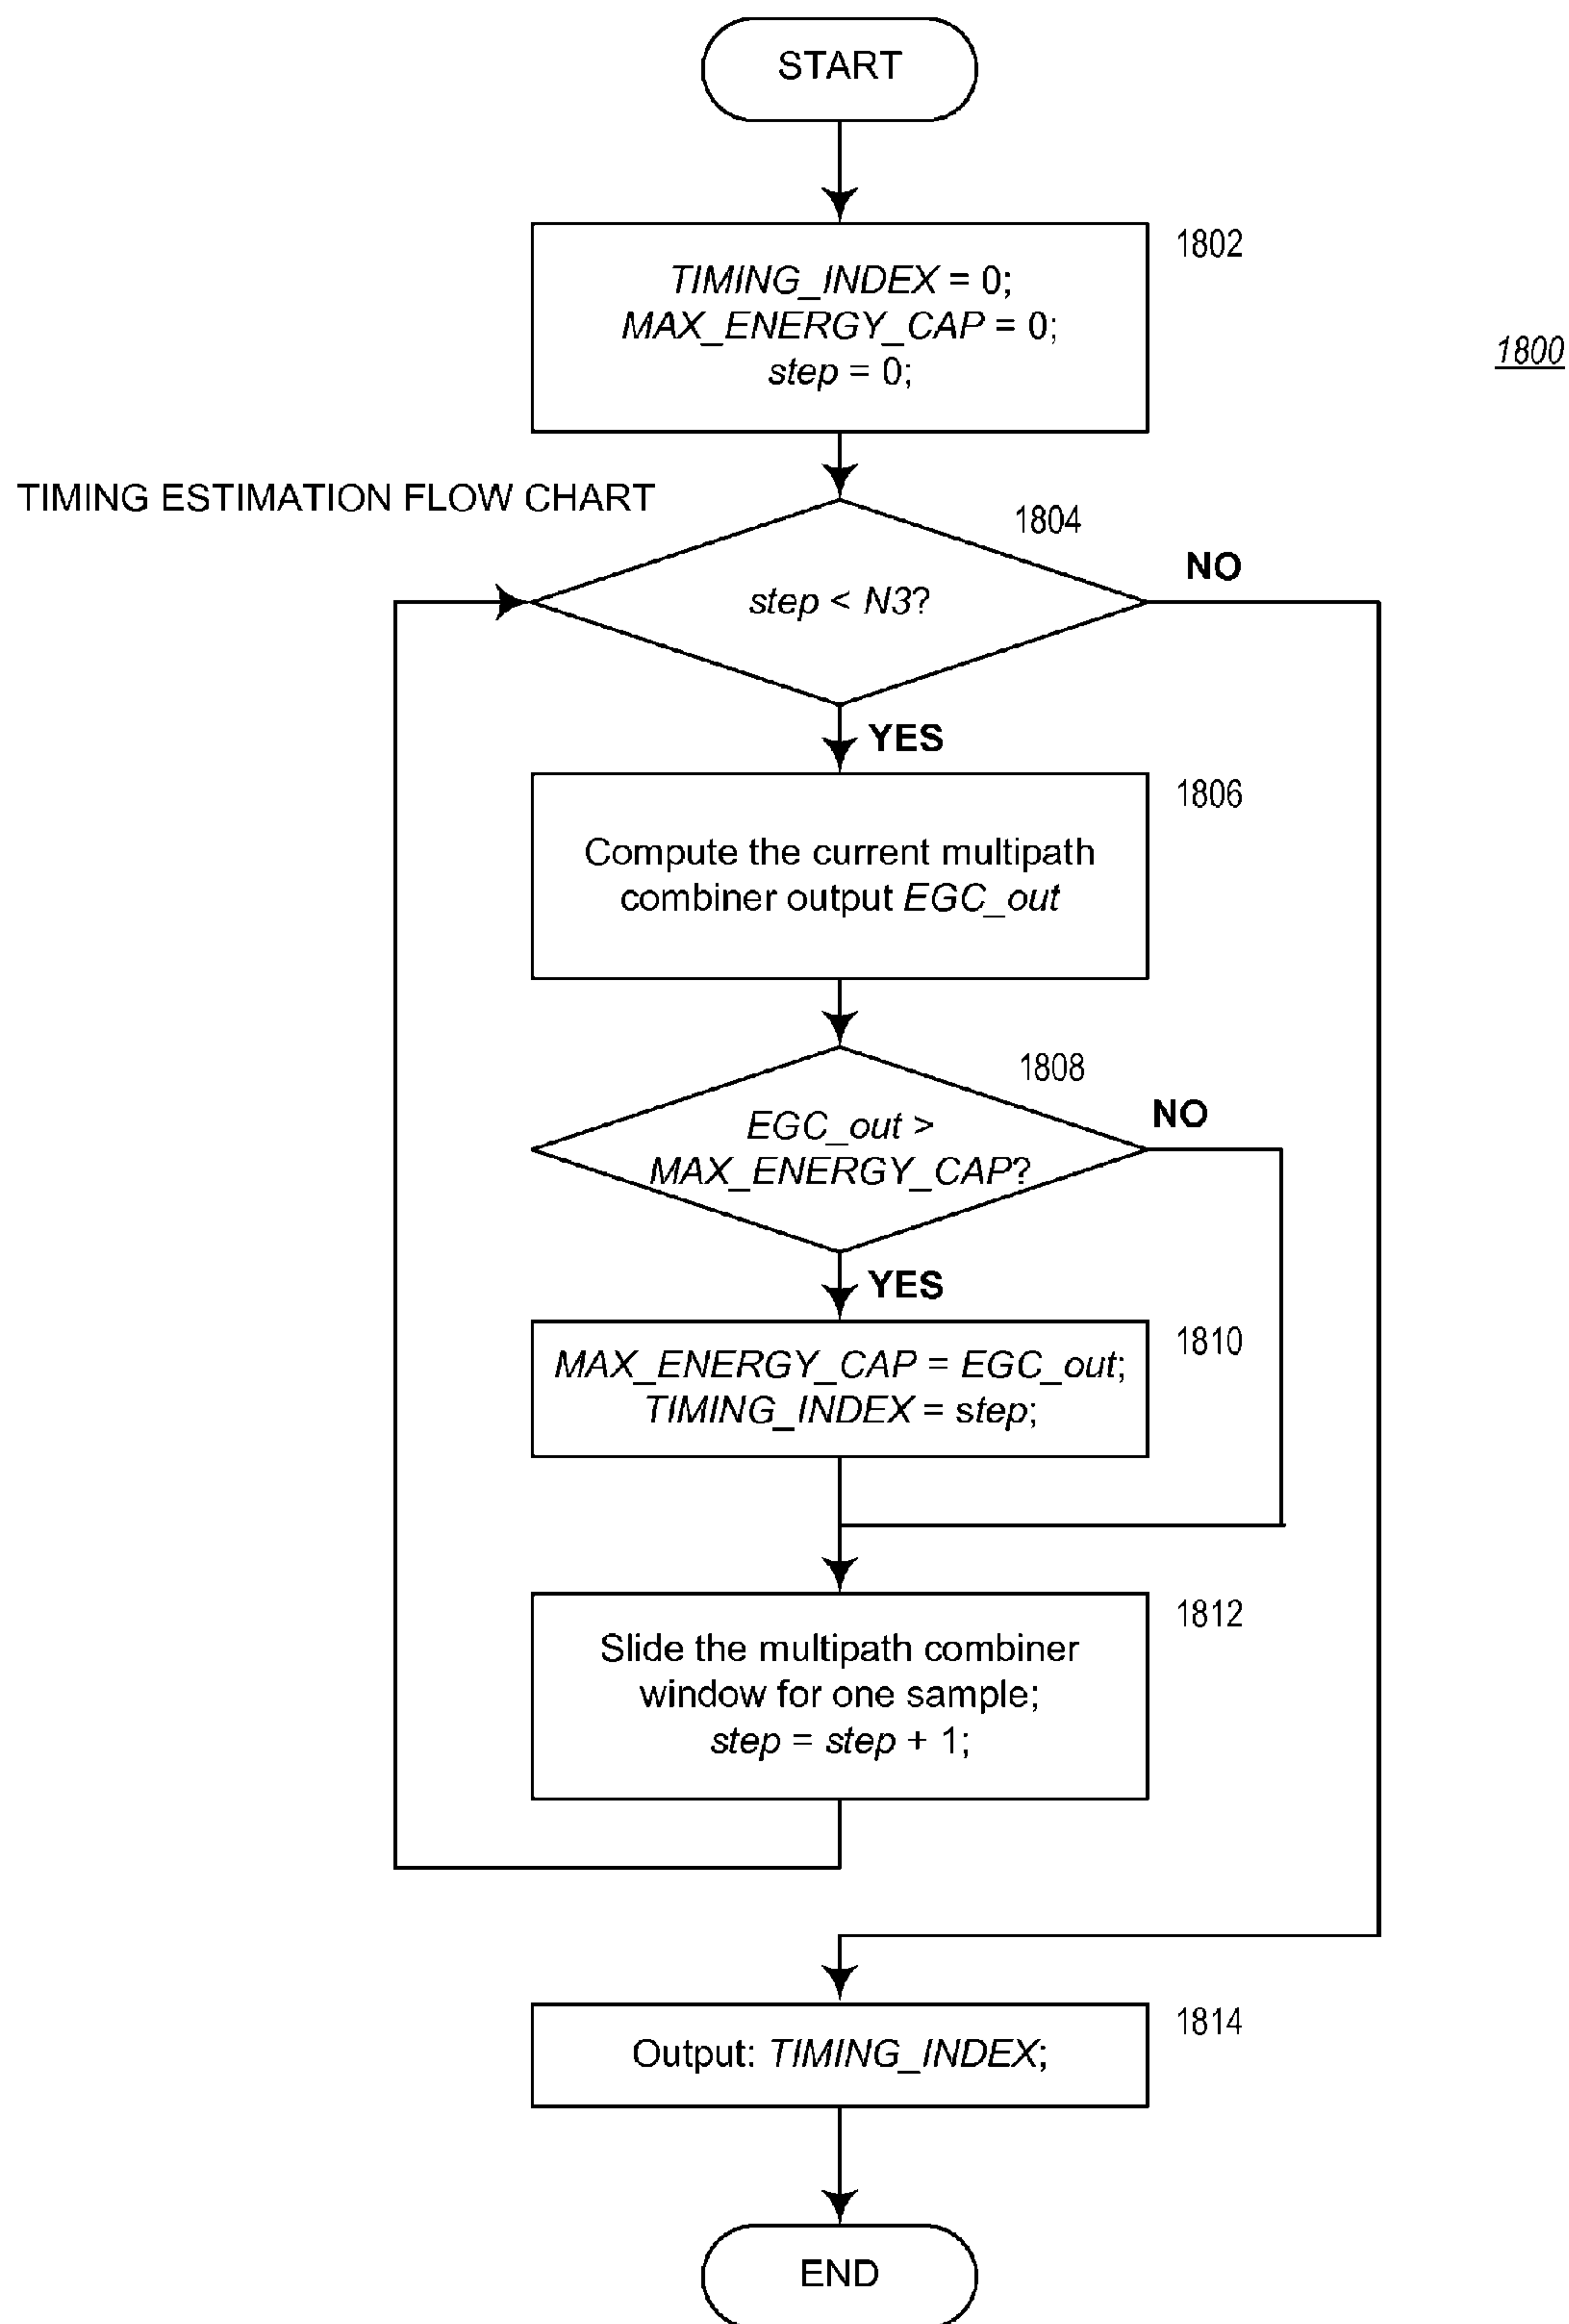 START
1802
TIMING_INDEX = 0;
MAX_ENERGY_CAP = 0;
step = 0;
1800
TIMING ESTIMATION FLOW CHART
1804
NO
step < N3?
YES
1806
Compute the current multipath
combiner output EGC_out
1808
NO
EGC_out >
MAX_ENERGY_CAP?
YES
1810
MAX_ENERGY_CAP = EGC_out;
TIMING_INDEX = step;
1812
Slide the multipath combiner
window for one sample;
step = step + 1;
1814
Output: TIMING_INDEX;
END